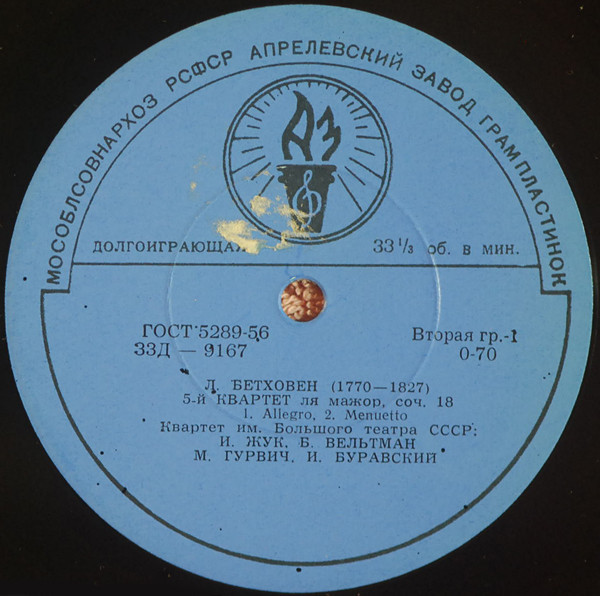 МОСОБЛСОВНАРХОЗ РСФСР АПРЕЛЕВСКИЙ ЗАВОД ГРАМПЛАСТИНОК
АЗ
ДОЛГОИГРАЮЩАЯ 33⅓ об. в мин.
ГОСТ 5289-56 Вторая гр.-1
33Д — 9167 0-70
Л. БЕТХОВЕН (1770—1827)
5-й КВАРТЕТ ля мажор, соч. 18
1. Allegro, 2. Menuetto
Квартет им. Большого театра СССР:
И. ЖУК, Б. ВЕЛЬТМАН
М. ГУРВИЧ, И. БУРАВСКИЙ